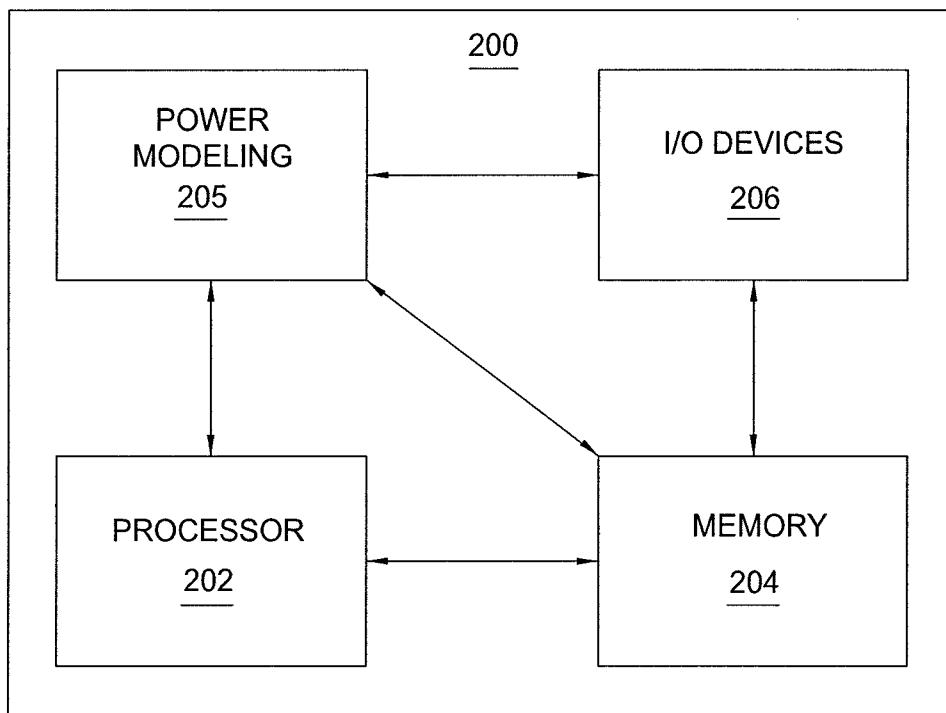 200
POWER
MODELING
205
I/O DEVICES
206
PROCESSOR
202
MEMORY
204